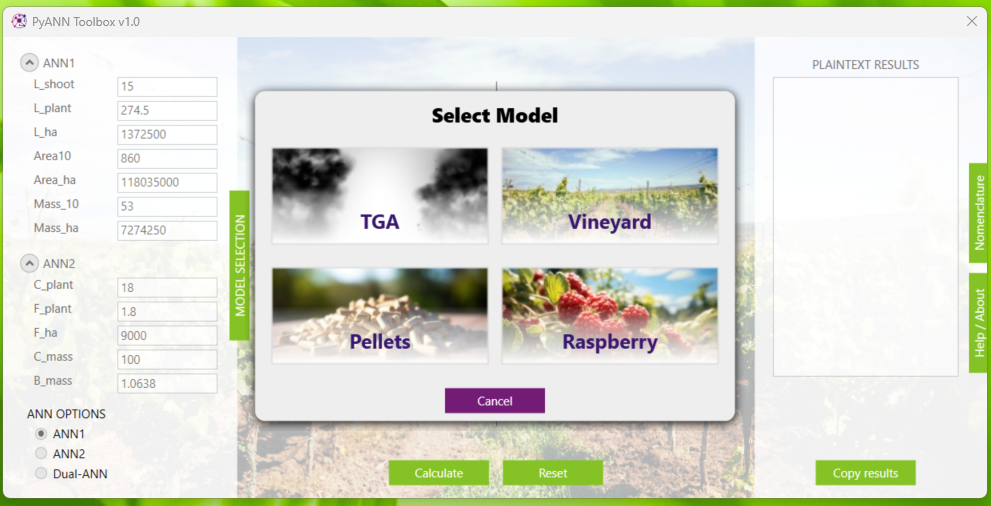 PyANN Toolbox v1.0
ANN1
L_shoot 15
L_plant 274.5
L_ha 1372500
Area10 860
Area_ha 118035000
Mass_10 53
Mass_ha 7274250
ANN2
C_plant 18
F_plant 1.8
F_ha 9000
C_mass 100
B_mass 1.0638
ANN OPTIONS
ANN1
ANN2
Dual-ANN
MODEL SELECTION
Select Model
TGA
Vineyard
Pellets
Raspberry
Cancel
Calculate
Reset
PLAINTEXT RESULTS
Copy results
Nomenclature
Help / About